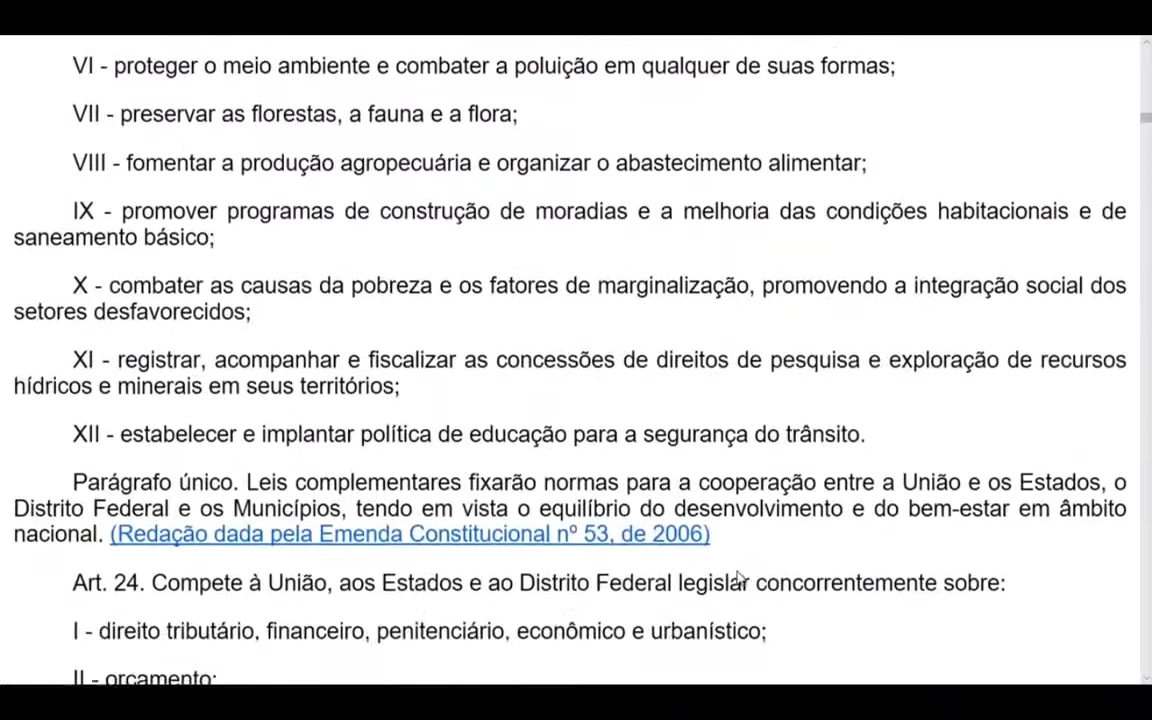 VI - proteger o meio ambiente e combater a poluição em qualquer de suas formas;
VII - preservar as florestas, a fauna e a flora;
VIII - fomentar a produção agropecuária e organizar o abastecimento alimentar;
IX - promover programas de construção de moradias e a melhoria das condições habitacionais e de
saneamento básico;
X - combater as causas da pobreza e os fatores de marginalização, promovendo a integração social dos
setores desfavorecidos;
XI - registrar, acompanhar e fiscalizar as concessões de direitos de pesquisa e exploração de recursos
hídricos e minerais em seus territórios;
XII - estabelecer e implantar política de educação para a segurança do trânsito.
Parágrafo único. Leis complementares fixarão normas para a cooperação entre a União e os Estados, o
Distrito Federal e os Municípios, tendo em vista o equilíbrio do desenvolvimento e do bem-estar em âmbito
nacional. (Redação dada pela Emenda Constitucional nº 53, de 2006)
Art. 24. Compete à União, aos Estados e ao Distrito Federal legislar concorrentemente sobre:
I - direito tributário, financeiro, penitenciário, econômico e urbanístico;
II - orçamento;